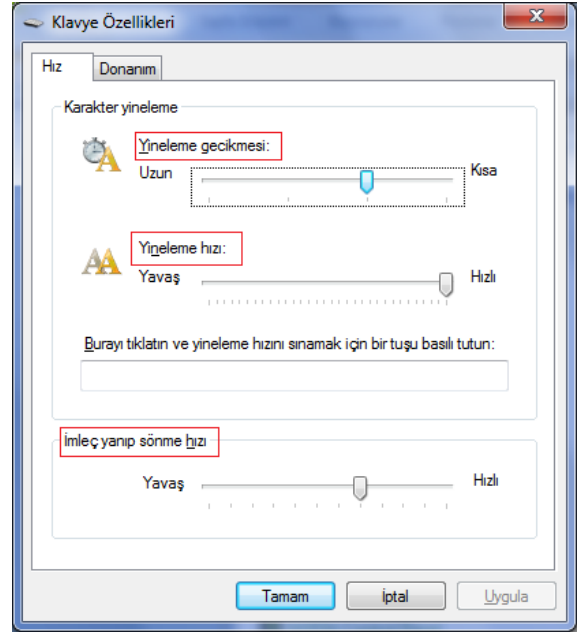 Klavye Özellikleri
Hız Donanım
Karakter yineleme
Yineleme gecikmesi:
Uzun Kısa
Yineleme hızı:
Yavaş Hızlı
Burayı tıklatın ve yineleme hızını sınamak için bir tuşu basılı tutun:
İmleç yanıp sönme hızı
Yavaş Hızlı
Tamam İptal Uygula